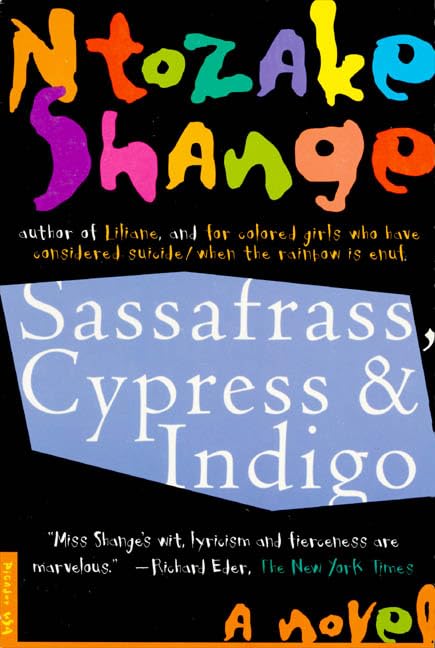 Ntozake
Shange
author of Liliane, and for colored girls who have
considered suicide/when the rainbow is enuf.
Sassafrass,
Cypress &
Indigo
"Miss Shange's wit, lyricism and fierceness are
marvelous." —Richard Eder, The New York Times
PICADOR USA
A novel